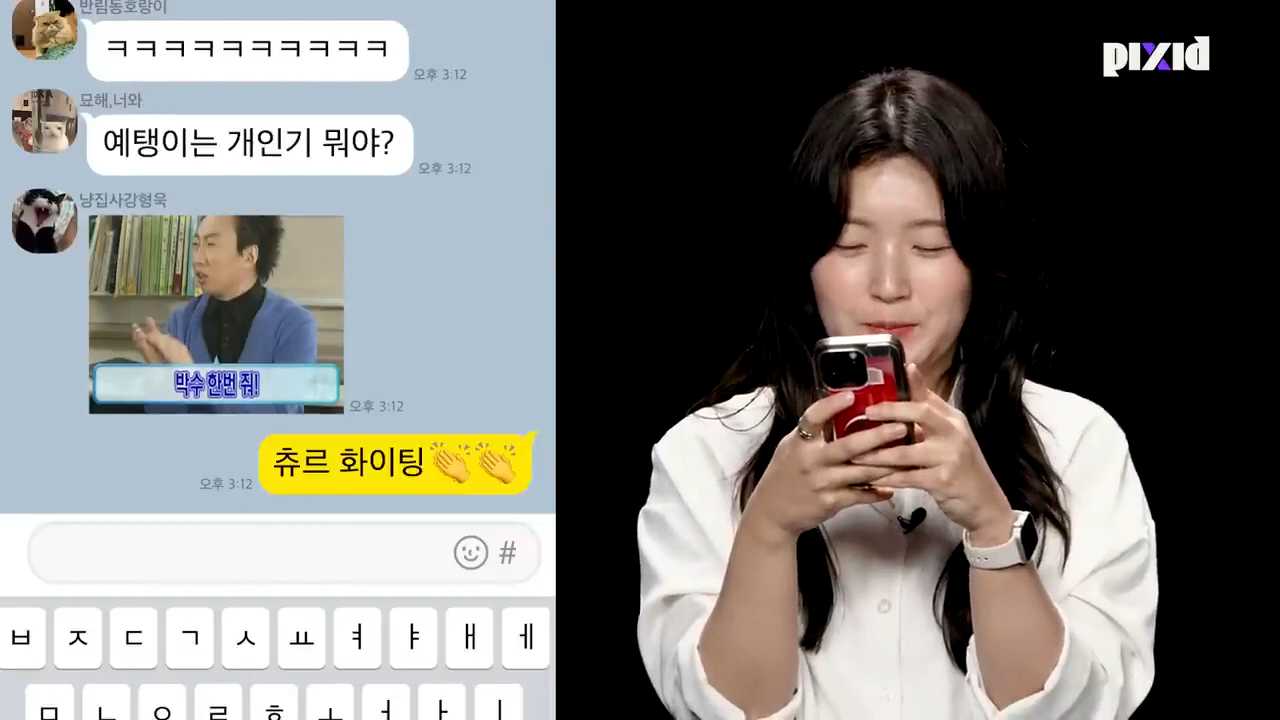 반림동호랑이
ㅋㅋㅋㅋㅋㅋㅋㅋㅋㅋ
오후 3:12
묘해,너와
예탱이는 개인기 뭐야?
오후 3:12
냥집사강형욱
박수 한번 줘!
오후 3:12
츄르 화이팅👏👏
오후 3:12
#
ㅂ ㅈ ㄷ ㄱ ㅅ ㅛ ㅕ ㅑ ㅐ ㅔ
ㅁ ㄴ ㅇ ㄹ ㅎ ㅗ ㅓ ㅏ ㅣ
pixid